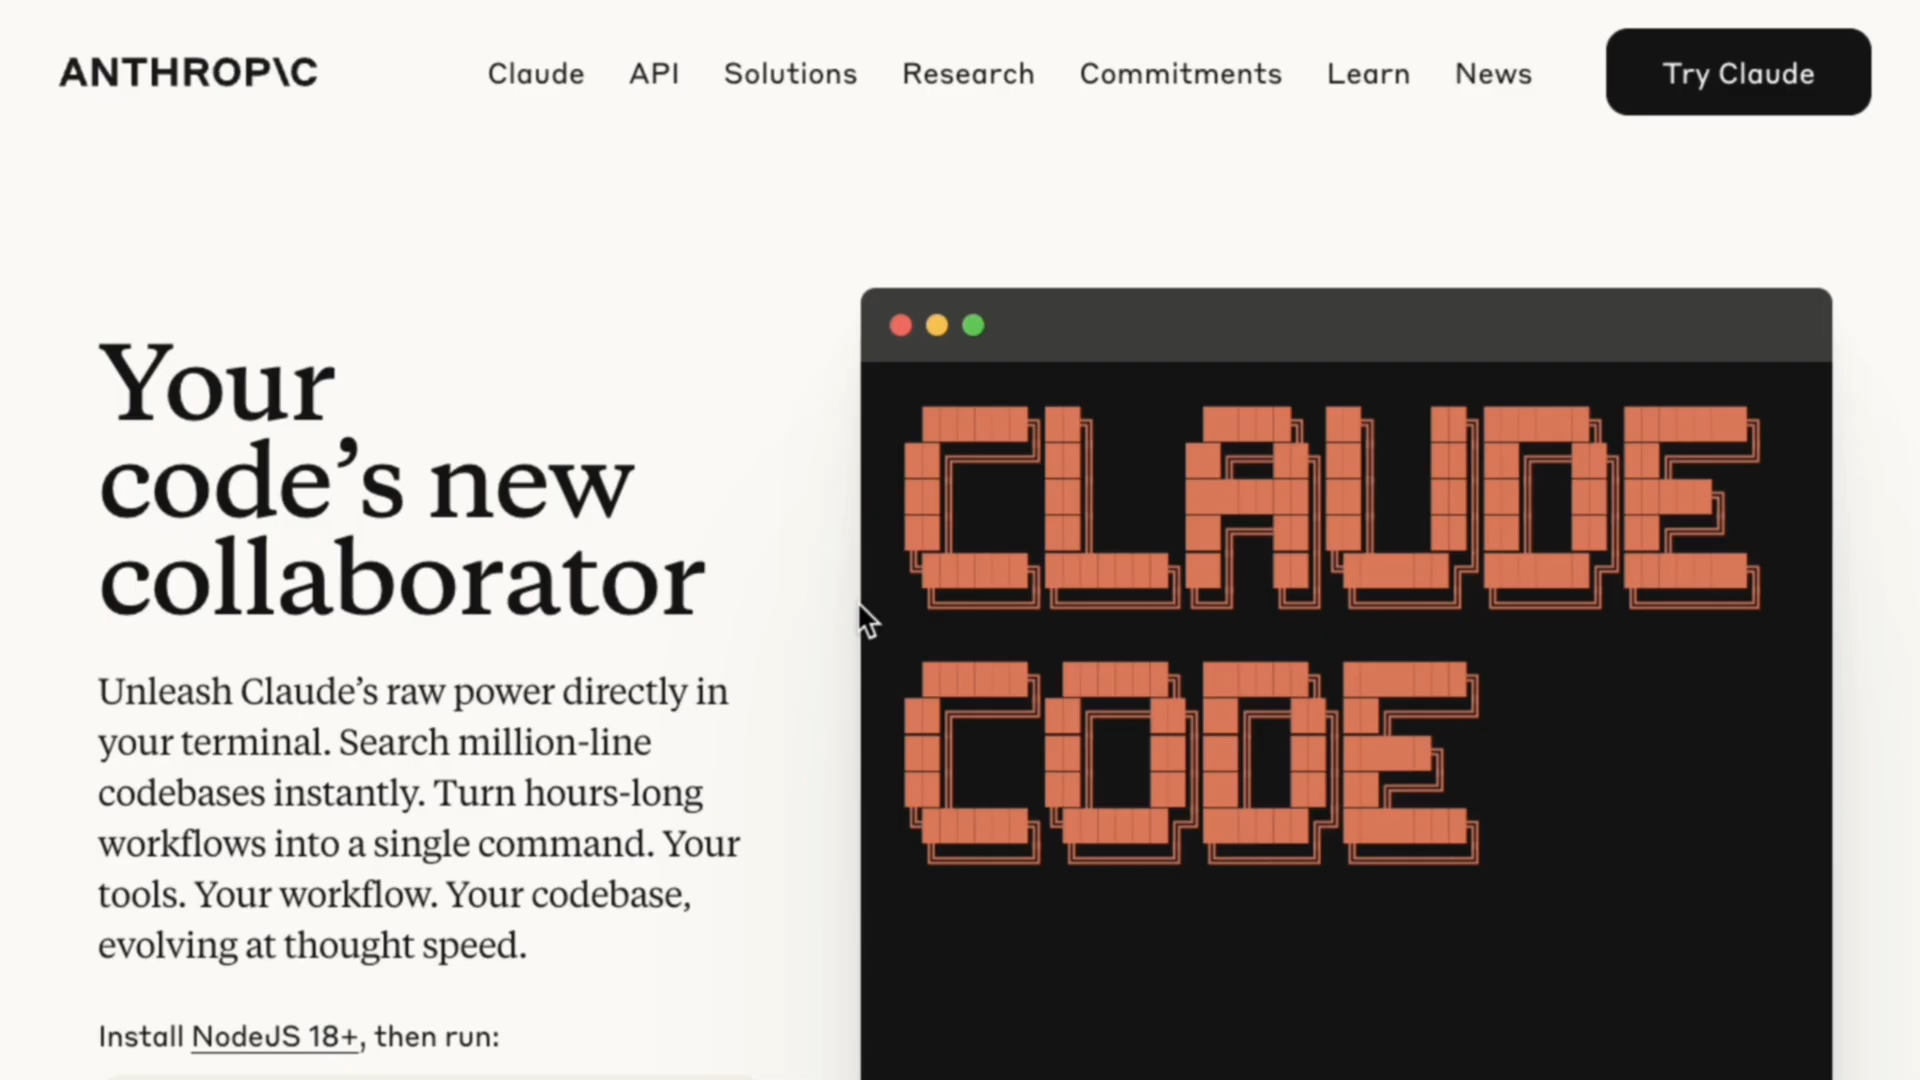 ANTHROP\C
Claude API Solutions Research Commitments Learn News
Try Claude
Your
code’s new
collaborator
Unleash Claude’s raw power directly in
your terminal. Search million-line
codebases instantly. Turn hours-long
workflows into a single command. Your
tools. Your workflow. Your codebase,
evolving at thought speed.
Install NodeJS 18+, then run:
CLAUDE
CODE